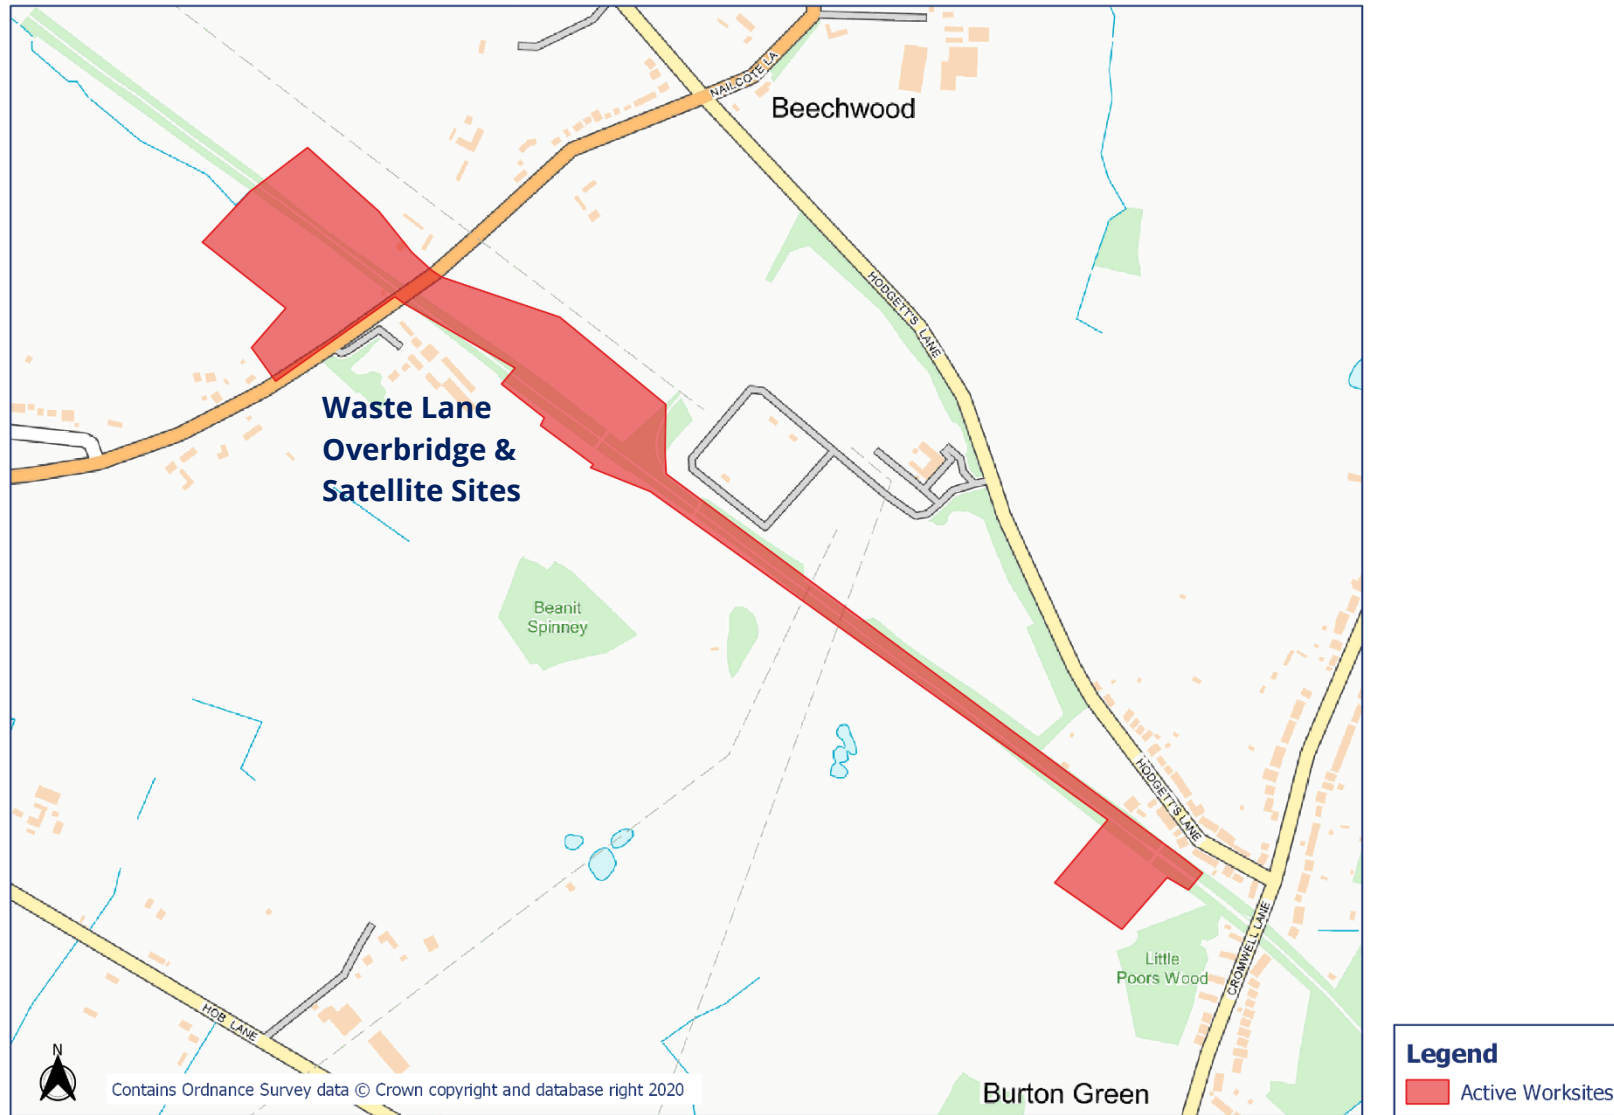 NAILCOTE LA
Beechwood
HODGETT'S LANE
Waste Lane
Overbridge &
Satellite Sites
Beanit
Spinney
HODGETT'S LANE
CROMWELL LANE
Little
Poors Wood
HOB LANE
N
Contains Ordnance Survey data © Crown copyright and database right 2020
Burton Green
Legend
Active Worksites